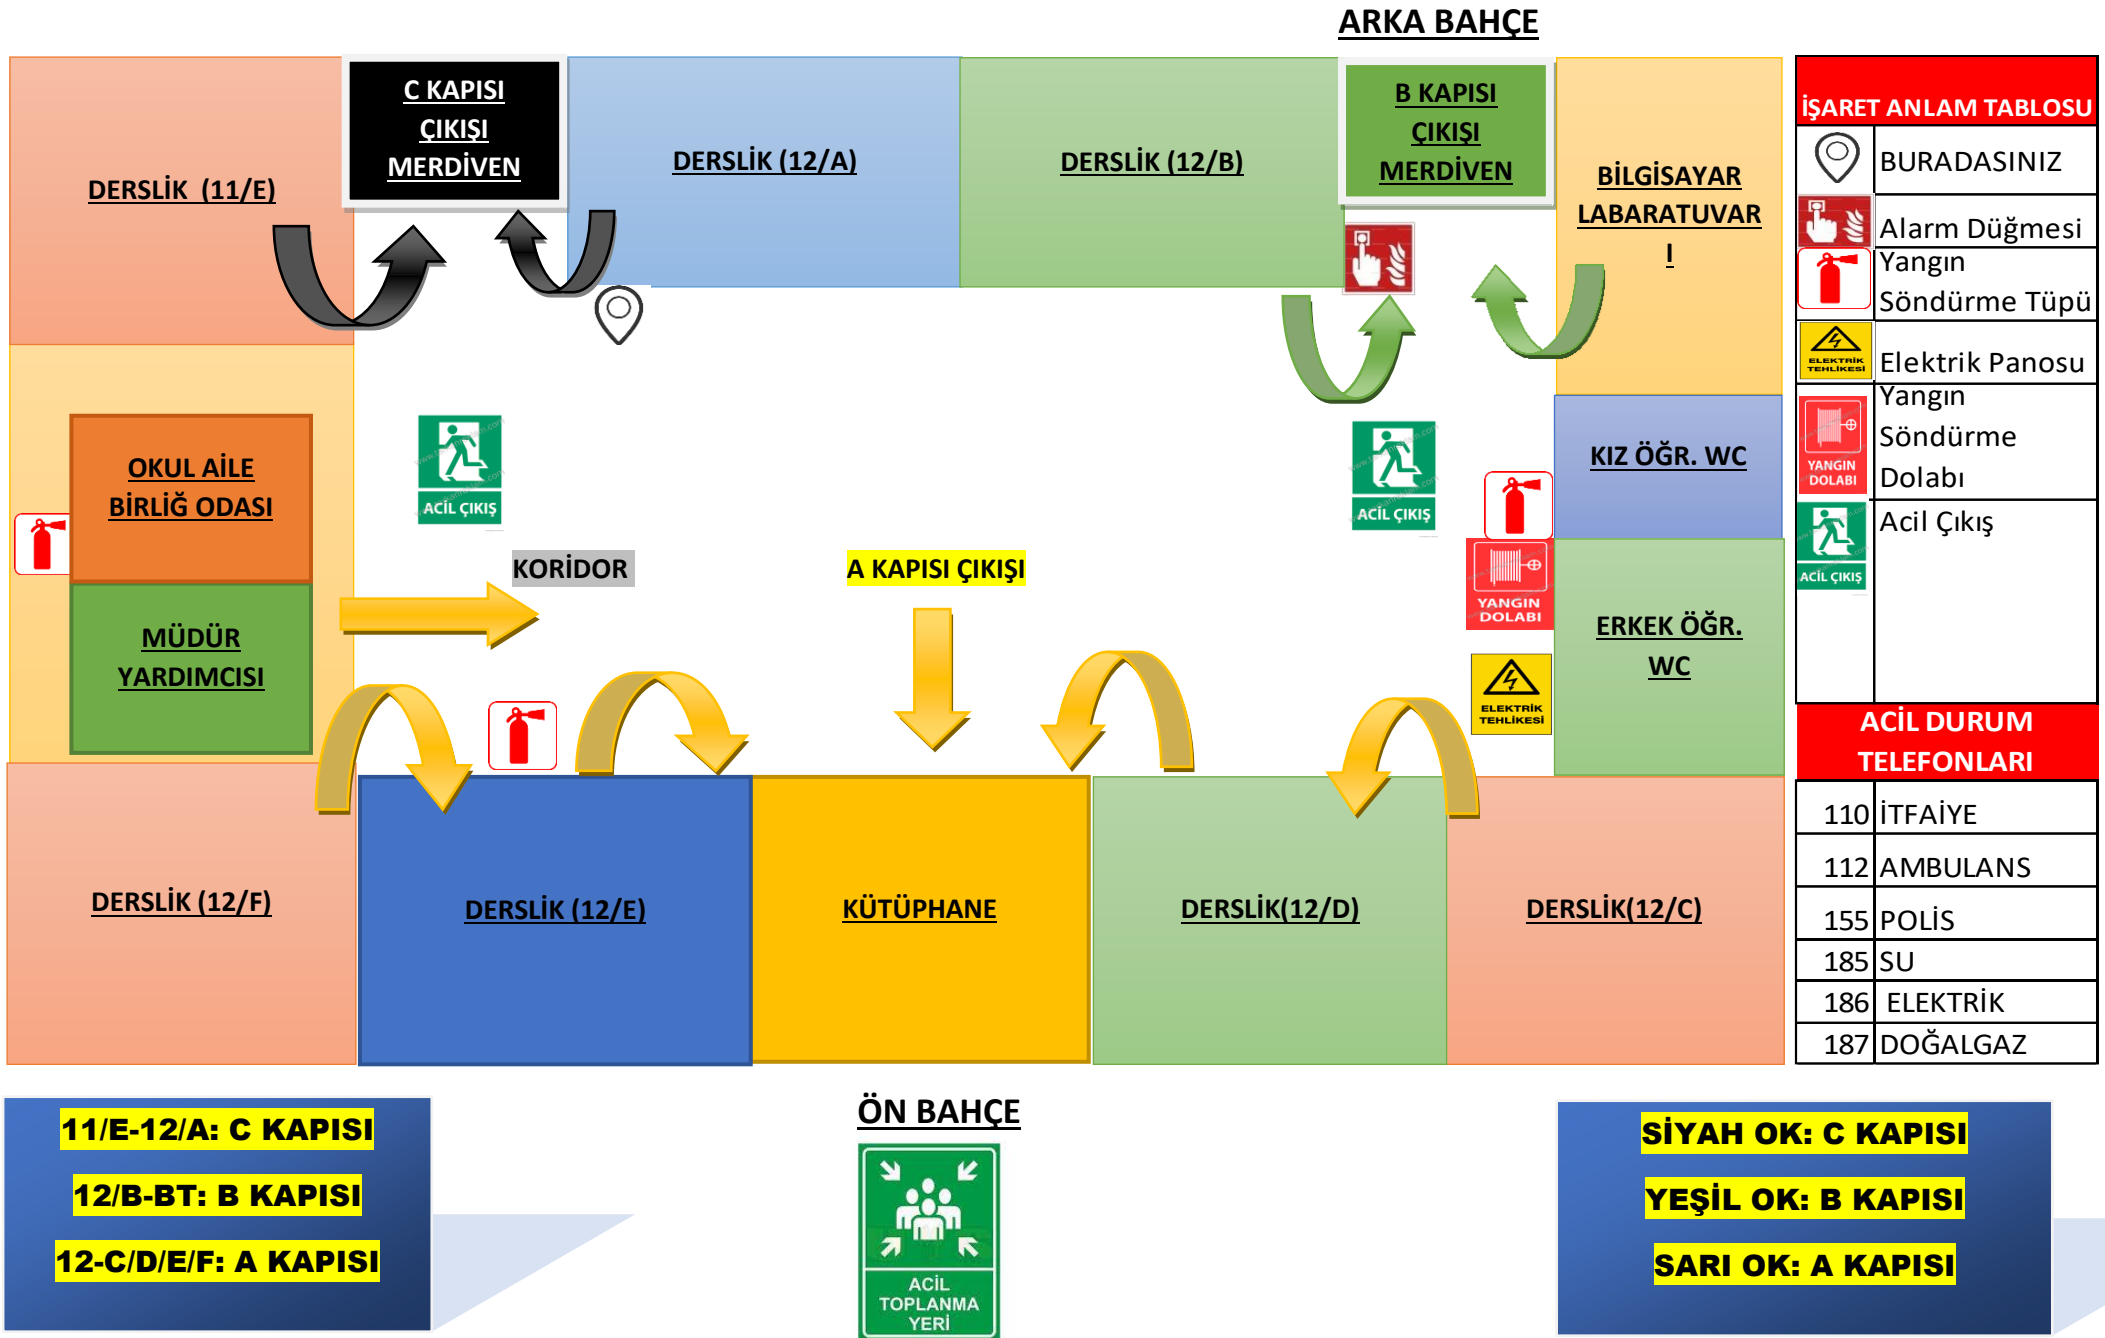 ARKA BAHÇE
DERSLİK (11/E)
C KAPISI
ÇIKIŞI
MERDİVEN
DERSLİK (12/A)
DERSLİK (12/B)
B KAPISI
ÇIKIŞI
MERDİVEN
BİLGİSAYAR
LABARATUVAR
I
İŞARET ANLAM TABLOSU
BURADASINIZ
Alarm Düğmesi
Yangın
Söndürme Tüpü
ELEKTRİK
TEHLİKESİ
Elektrik Panosu
YANGIN
DOLABI
Yangın
Söndürme
Dolabı
ACİL ÇIKIŞ
Acil Çıkış
OKUL AİLE
BİRLİĞ ODASI
MÜDÜR
YARDIMCISI
ACİL ÇIKIŞ
KORİDOR
A KAPISI ÇIKIŞI
ACİL ÇIKIŞ
KIZ ÖĞR. WC
YANGIN
DOLABI
ERKEK ÖĞR.
WC
ELEKTRİK
TEHLİKESİ
DERSLİK (12/F)
DERSLİK (12/E)
KÜTÜPHANE
DERSLİK(12/D)
DERSLİK(12/C)
ACİL DURUM
TELEFONLARI
110 İTFAİYE
112 AMBULANS
155 POLİS
185 SU
186 ELEKTRİK
187 DOĞALGAZ
11/E-12/A: C KAPISI
12/B-BT: B KAPISI
12-C/D/E/F: A KAPISI
ÖN BAHÇE
ACİL
TOPLANMA
YERİ
SİYAH OK: C KAPISI
YEŞİL OK: B KAPISI
SARI OK: A KAPISI